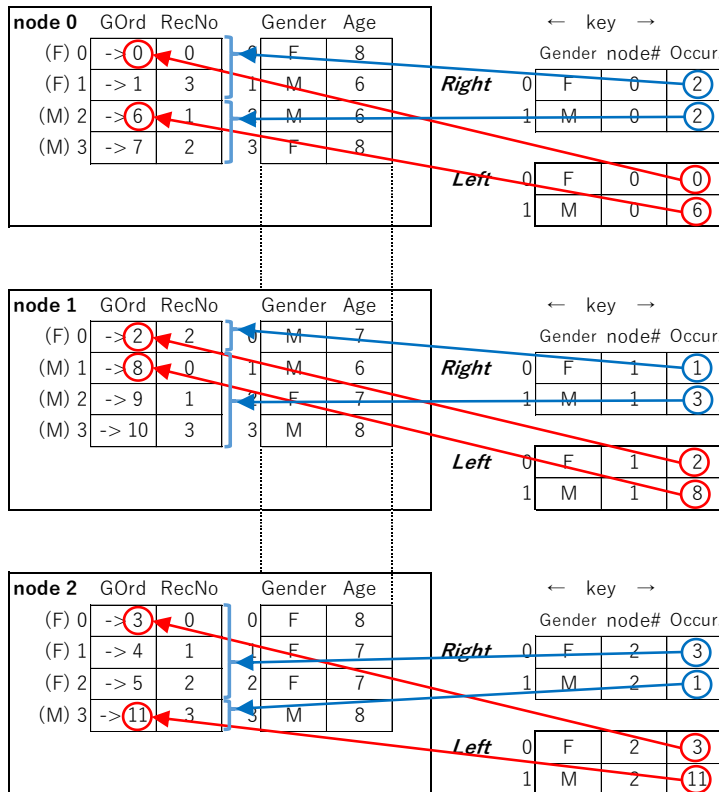 node 0 GOrd RecNo Gender Age ← key →
(F) 0 -> 0 0 0 F 8 Gender node# Occur.
(F) 1 -> 1 3 1 M 6 Right 0 F 0 2
(M) 2 -> 6 1 2 M 6 1 M 0 2
(M) 3 -> 7 2 3 F 8
Left 0 F 0 0
1 M 0 6
node 1 GOrd RecNo Gender Age ← key →
(F) 0 -> 2 2 0 M 7 Gender node# Occur.
(M) 1 -> 8 0 1 M 6 Right 0 F 1 1
(M) 2 -> 9 1 2 F 7 1 M 1 3
(M) 3 -> 10 3 3 M 8
Left 0 F 1 2
1 M 1 8
node 2 GOrd RecNo Gender Age ← key →
(F) 0 -> 3 0 0 F 8 Gender node# Occur.
(F) 1 -> 4 1 1 F 7 Right 0 F 2 3
(F) 2 -> 5 2 2 F 7 1 M 2 1
(M) 3 -> 11 3 3 M 8
Left 0 F 2 3
1 M 2 11